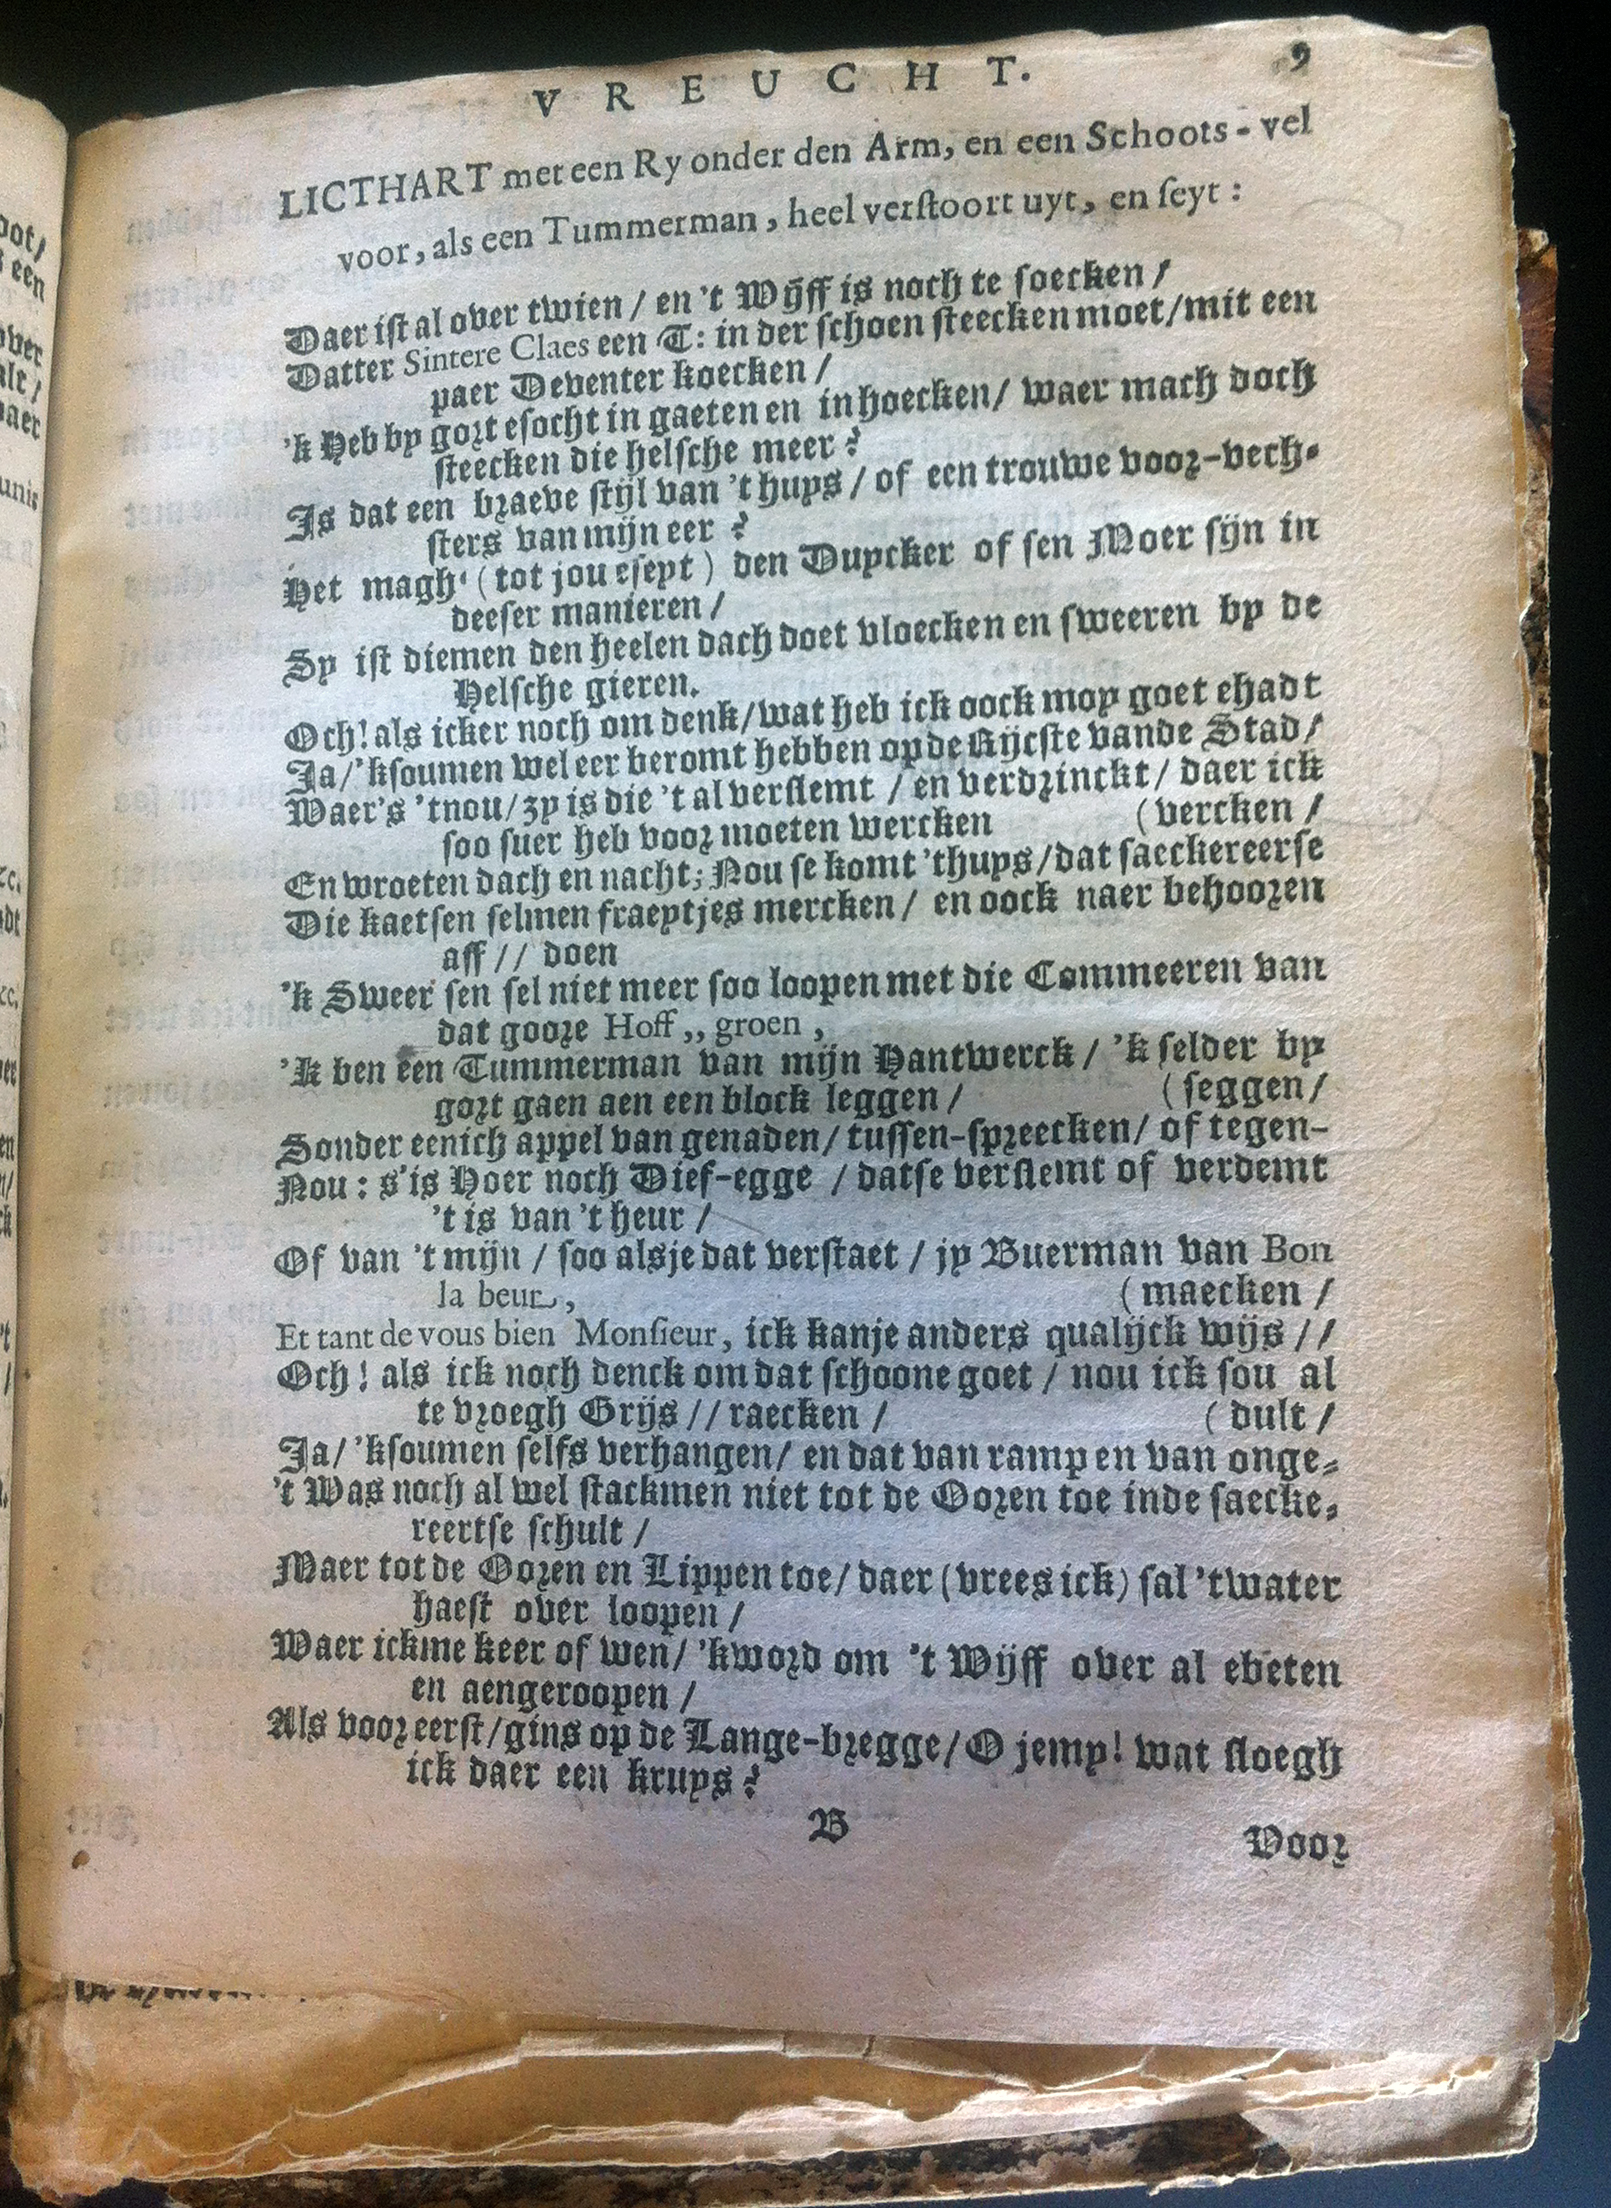 VREUCHT. 9
LICTHART met een Ry onder den Arm, en een Schoots-vel
voor, als een Tummerman, heel verstoort uyt, en seyt:
Daer ist al over twien / en 't Wijff is noch te soecken /
Datter Sintere Claes een T: in der schoen steecken moet / mit een
paer Deventer koecken /
'k Heb by gort esocht in gaeten en in hoecken / waer mach doch
steecken die helsche meer?
Is dat een braeve stijl van 't huys / of een trouwe voor-vech-
sters van mijn eer?
Het magh' (tot jou eseyt) den Duycker of sen Moer sijn in
deeser manieren /
Sy ist diemen den heelen dach doet vloecken en sweeren by de
Helsche gieren.
Och! als icker noch om denk / wat heb ick oock moy goet ehadt
Ja / 'ksoumen wel eer beromt hebben op de Rijcste vande Stad /
Waer's 'tnou / zy is die 't al verslemt / en verdrinckt / daer ick
soo suer heb voor moeten wercken (vercken /
En wroeten dach en nacht; Nou se komt 'thuys / dat saeckereerse
Die kaetsen selmen fraeytjes mercken / en oock naer behooren
aff // doen
'k Sweer sen sel niet meer soo loopen met die Commeeren van
dat goore Hoff,, groen,
'Ik ben een Tummerman van mijn Hantwerck / 'k selder by
gort gaen aen een block leggen / (seggen /
Sonder eenich appel van genaden / tussen-spreecken / of tegen-
Nou: s'is Hoer noch Dief-egge / datse verslemt of verdemt
't is van 't heur /
Of van 't mijn / soo alsje dat verstaet / jy Buerman van Bon
la beur, (maecken /
Et tant de vous bien Monsieur, ick kanje anders qualijck wijs //
Och! als ick noch denck om dat schoone goet / nou ick sou al
te vroegh Grijs // raecken / (dult /
Ja / 'ksoumen selfs verhangen / en dat van ramp en van onge-
't Was noch al wel stackmen niet tot de Ooren toe inde saecke-
reertse schult /
Maer tot de Ooren en Lippen toe / daer (vrees ick) sal 'twater
haest over loopen /
Waer ickme keer of wen / 'kword om 't Wijff over al ebeten
en aengeroopen /
Als voor eerst / gins op de Lange-bregge / O jemy! wat sloegh
ick daer een kruys?
B Voor